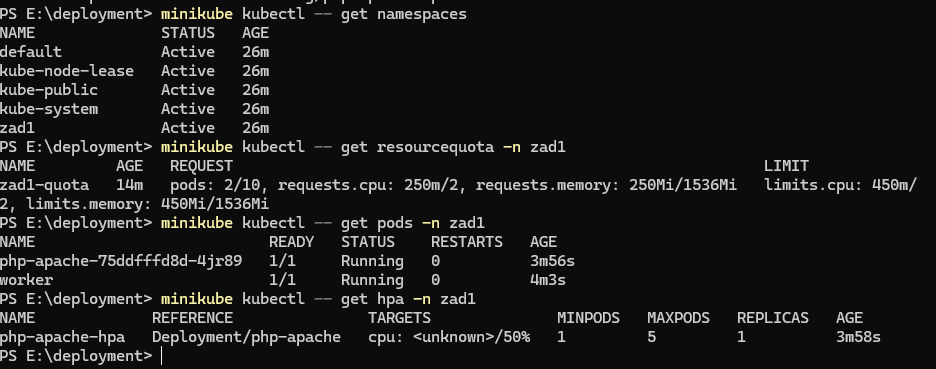 PS E:\deployment> minikube kubectl -- get namespaces
NAME STATUS AGE
default Active 26m
kube-node-lease Active 26m
kube-public Active 26m
kube-system Active 26m
zad1 Active 26m
PS E:\deployment> minikube kubectl -- get resourcequota -n zad1
NAME AGE REQUEST LIMIT
zad1-quota 14m pods: 2/10, requests.cpu: 250m/2, requests.memory: 250Mi/1536Mi limits.cpu: 450m/
2, limits.memory: 450Mi/1536Mi
PS E:\deployment> minikube kubectl -- get pods -n zad1
NAME READY STATUS RESTARTS AGE
php-apache-75ddfffd8d-4jr89 1/1 Running 0 3m56s
worker 1/1 Running 0 4m3s
PS E:\deployment> minikube kubectl -- get hpa -n zad1
NAME REFERENCE TARGETS MINPODS MAXPODS REPLICAS AGE
php-apache-hpa Deployment/php-apache cpu: <unknown>/50% 1 5 1 3m58s
PS E:\deployment>